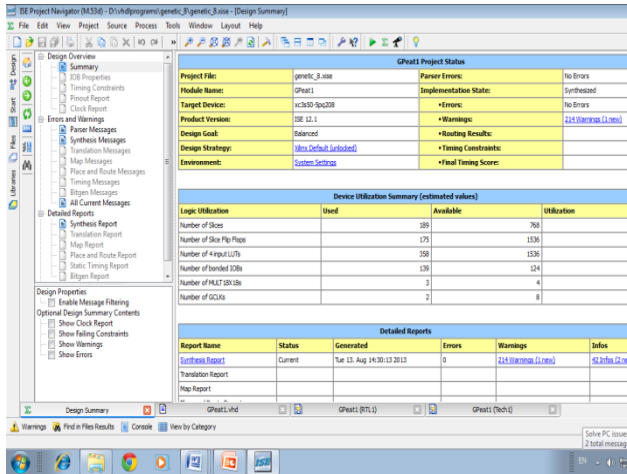 ISE Project Navigator (M.53d) - D:\vhdlprograms\genetic_8\genetic_8.xise - [Design Summary]
File Edit View Project Source Process Tools Window Layout Help
Design
Start
Files
Libraries
Design Overview
Summary
IOB Properties
Timing Constraints
Pinout Report
Clock Report
Errors and Warnings
Parser Messages
Synthesis Messages
Translation Messages
Map Messages
Place and Route Messages
Timing Messages
Bitgen Messages
All Current Messages
Detailed Reports
Synthesis Report
Translation Report
Map Report
Place and Route Report
Static Timing Report
Bitgen Report
Design Properties
Enable Message Filtering
Optional Design Summary Contents
Show Clock Report
Show Failing Constraints
Show Warnings
Show Errors
GPeat1 Project Status
Project File: genetic_8.xise Parser Errors: No Errors
Module Name: GPeat1 Implementation State: Synthesized
Target Device: xc3s50-5pq208 •Errors: No Errors
Product Version: ISE 12.1 •Warnings: 214 Warnings (1 new)
Design Goal: Balanced •Routing Results:
Design Strategy: Xilinx Default (unlocked) •Timing Constraints:
Environment: System Settings •Final Timing Score:
Device Utilization Summary (estimated values)
Logic Utilization Used Available Utilization
Number of Slices 189 768
Number of Slice Flip Flops 175 1536
Number of 4 input LUTs 358 1536
Number of bonded IOBs 139 124
Number of MULT18X18s 3 4
Number of GCLKs 2 8
Detailed Reports
Report Name Status Generated Errors Warnings Infos
Synthesis Report Current Tue 13. Aug 14:30:13 2013 0 214 Warnings (1 new) 42 Infos (2 ne
Translation Report
Map Report
Design Summary GPeat1.vhd GPeat1 (RTL1) GPeat1 (Tech1)
Warnings Find in Files Results Console View by Category
Solve PC issues
2 total messag
ISE
EN